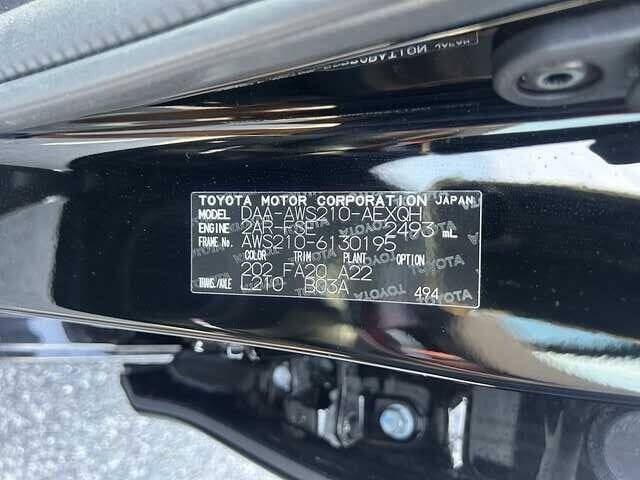 TOYOTA MOTOR CORPORATION JAPAN
MODEL DAA-AWS210-AEXQH
ENGINE 2AR-FSE 2493 mL
FRAME No. AWS210-6130195
COLOR TRIM PLANT OPTION
202 FA20 A22
TRANS./AXLE L210 B03A 494